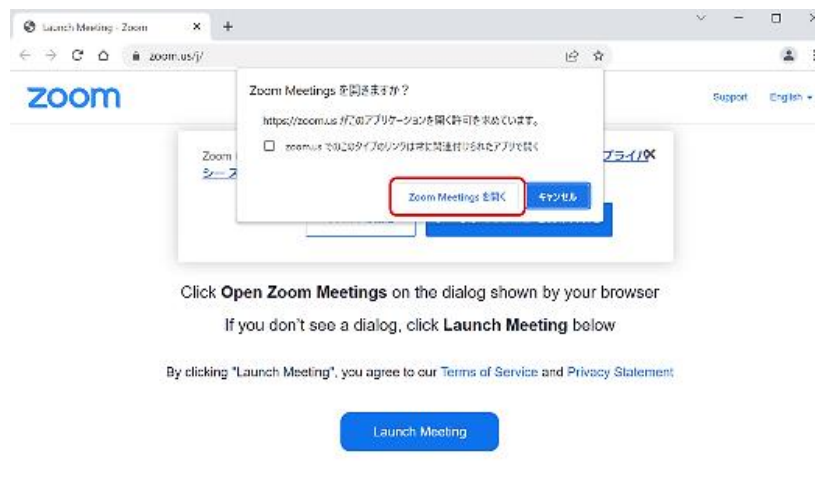 Launch Meeting - Zoom
zoom.us/j/
zoom
Support English
Zoom Meetings を開きますか？
https://zoom.us がこのアプリケーションを開く許可を求めています。
zoom.us でのこのタイプのリンクは常に関連付けられたアプリで開く
Zoom
プライバ
シース
Zoom Meetings を開く キャンセル
Click Open Zoom Meetings on the dialog shown by your browser
If you don't see a dialog, click Launch Meeting below
By clicking "Launch Meeting", you agree to our Terms of Service and Privacy Statement
Launch Meeting